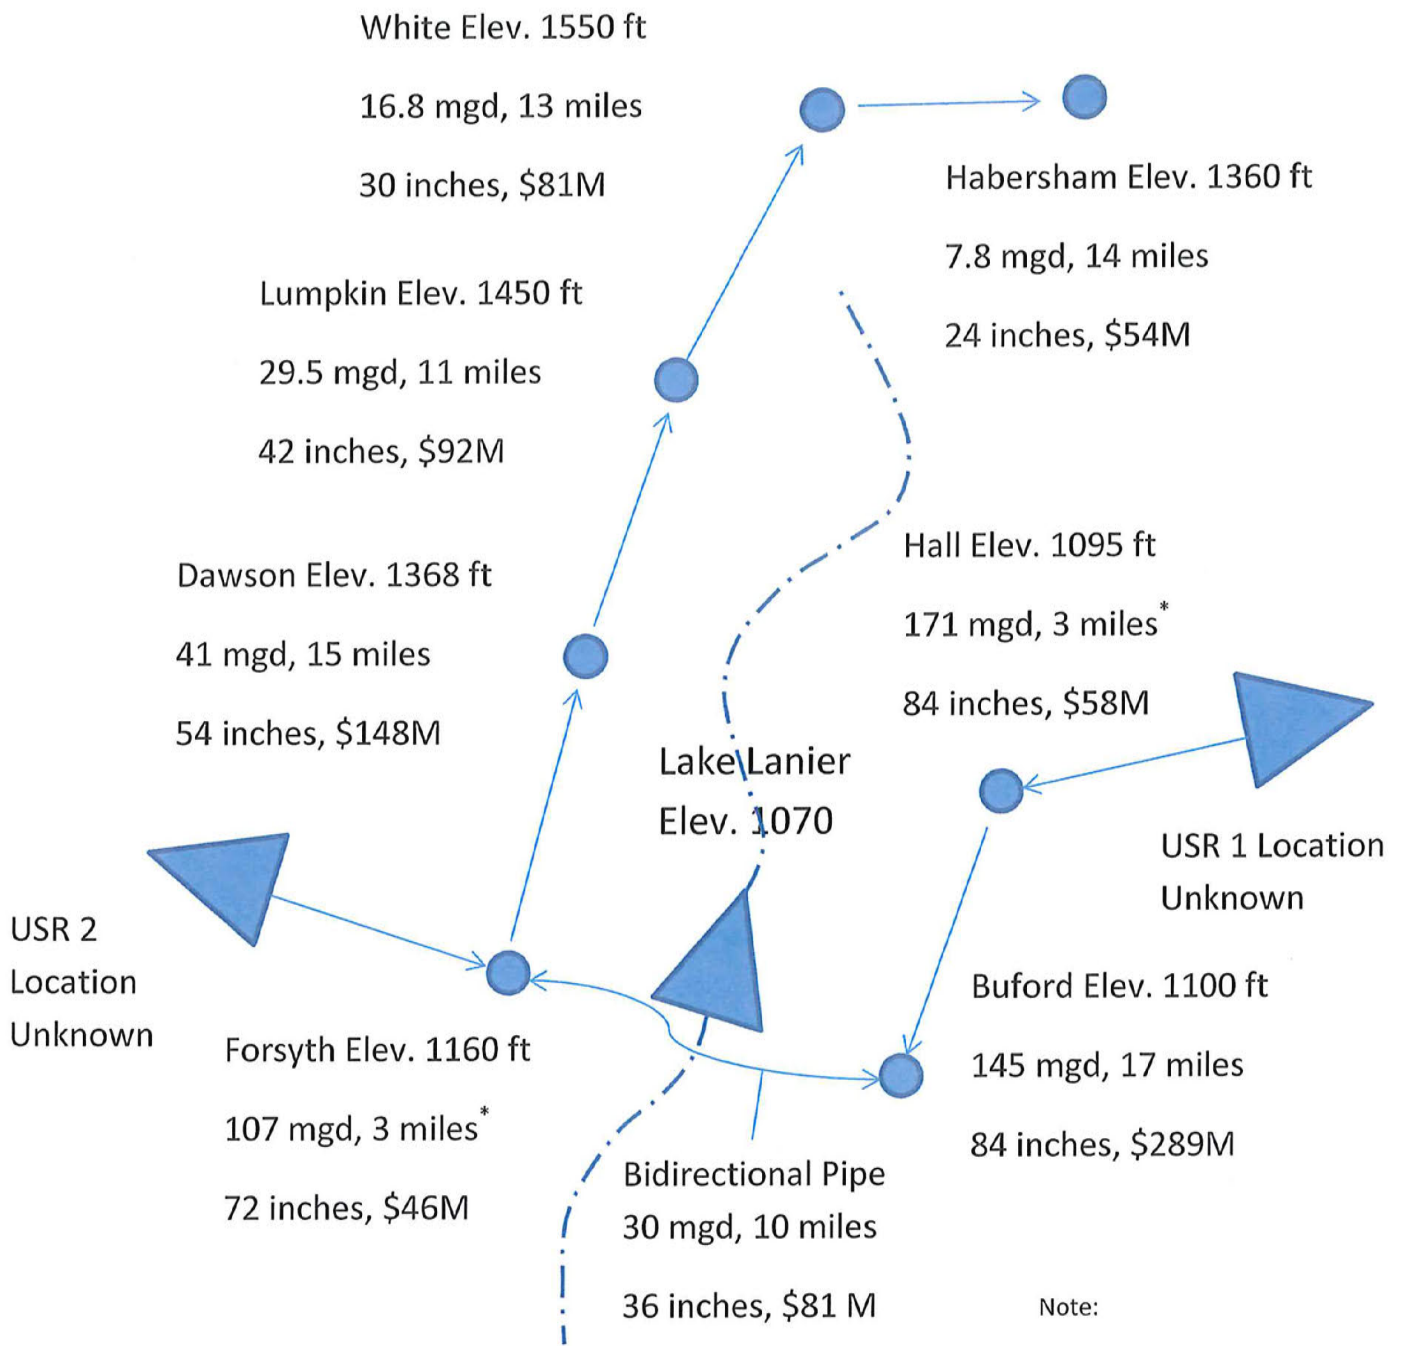 White Elev. 1550 ft
16.8 mgd, 13 miles
30 inches, $81M
Habersham Elev. 1360 ft
7.8 mgd, 14 miles
24 inches, $54M
Lumpkin Elev. 1450 ft
29.5 mgd, 11 miles
42 inches, $92M
Hall Elev. 1095 ft
171 mgd, 3 miles*
84 inches, $58M
Dawson Elev. 1368 ft
41 mgd, 15 miles
54 inches, $148M
Lake Lanier
Elev. 1070
USR 1 Location
Unknown
USR 2
Location
Unknown
Buford Elev. 1100 ft
145 mgd, 17 miles
84 inches, $289M
Forsyth Elev. 1160 ft
107 mgd, 3 miles*
72 inches, $46M
Bidirectional Pipe
30 mgd, 10 miles
36 inches, $81 M
Note: